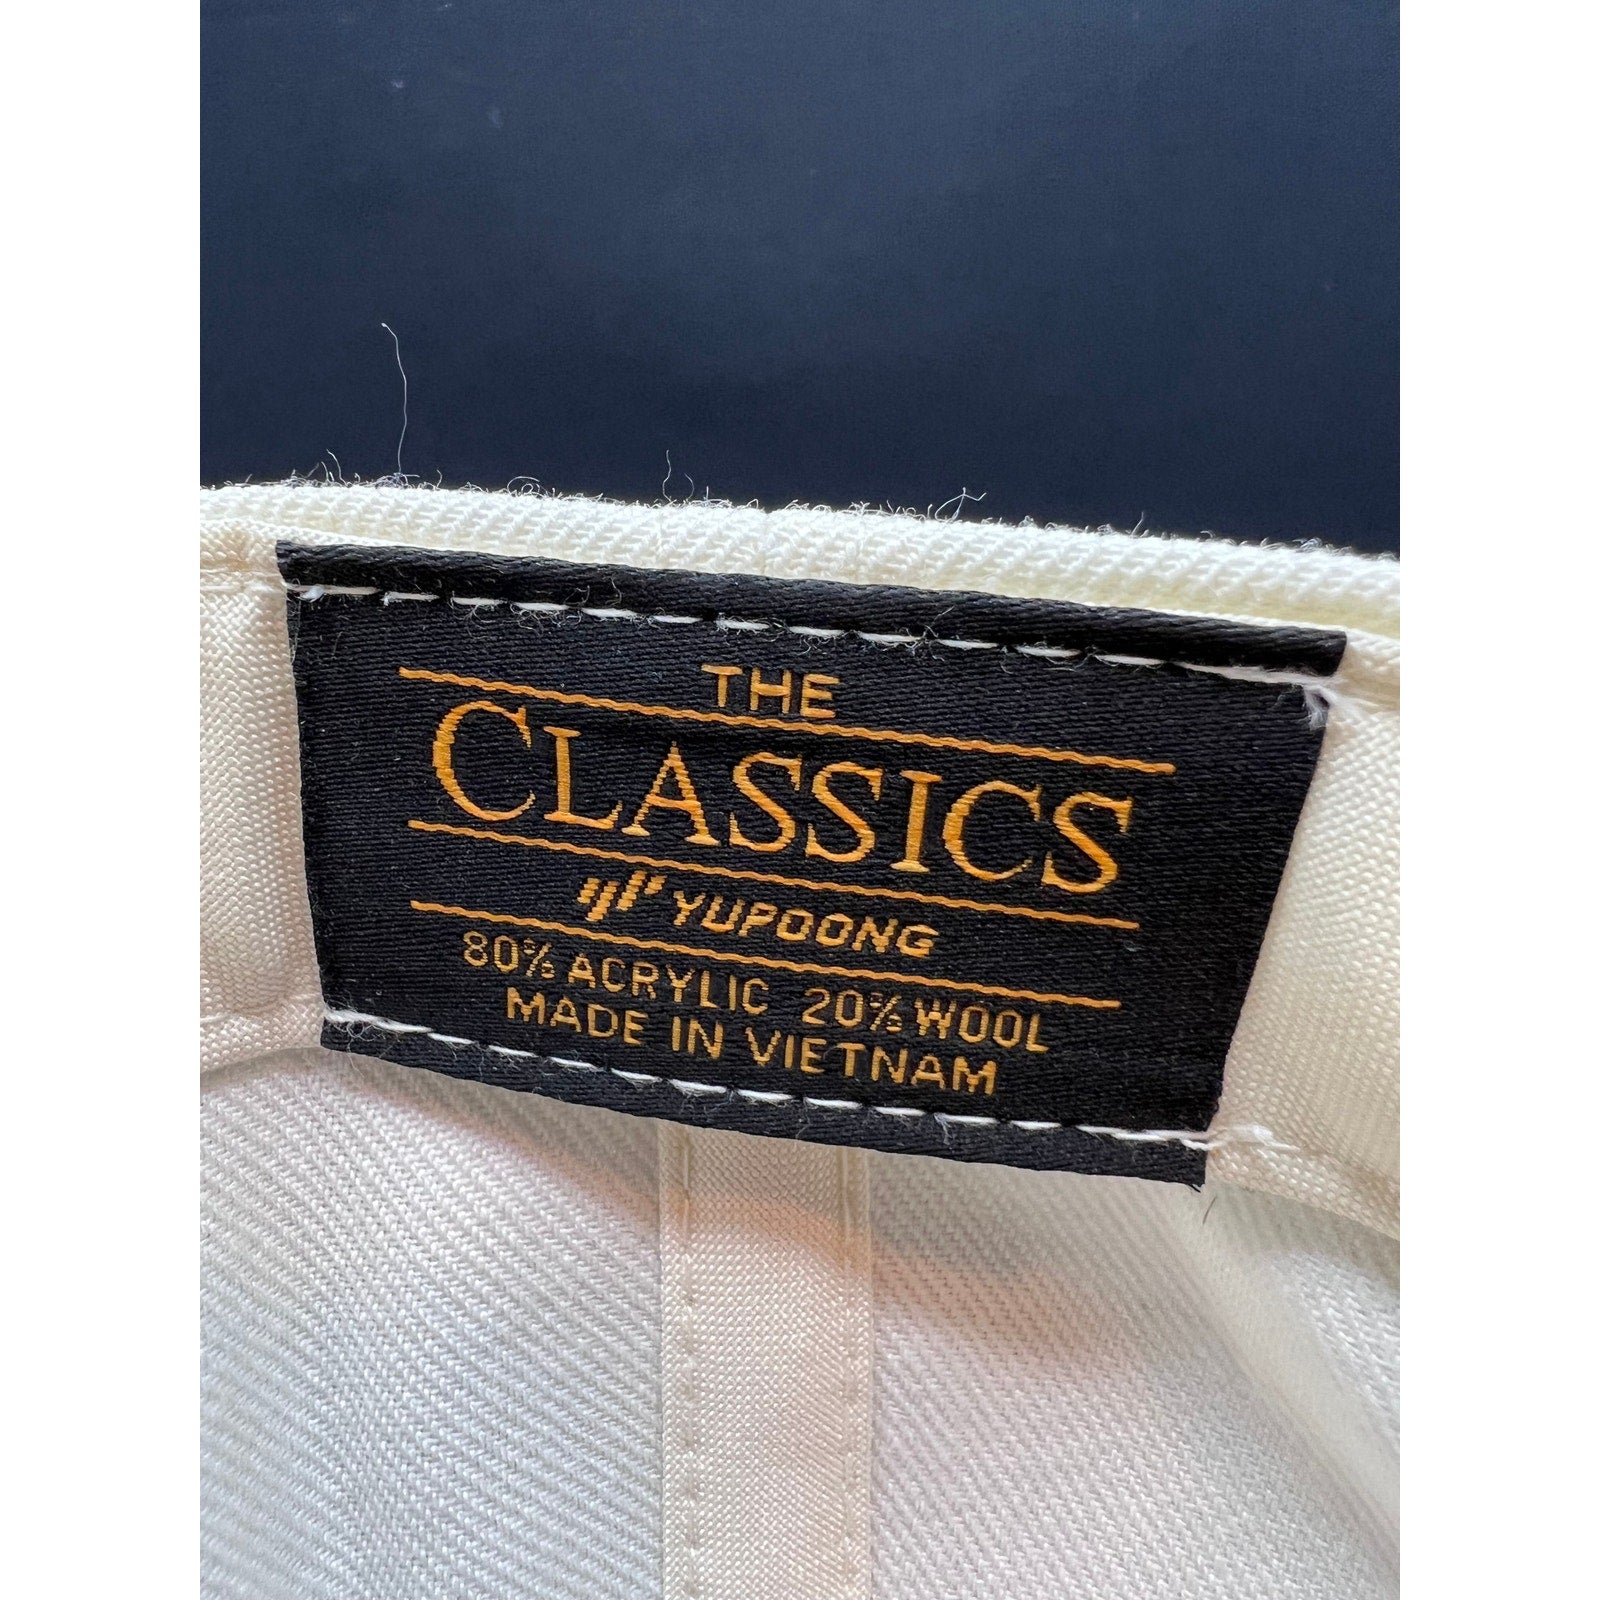 THE
CLASSICS
YUPOONG
80% ACRYLIC 20% WOOL
MADE IN VIETNAM